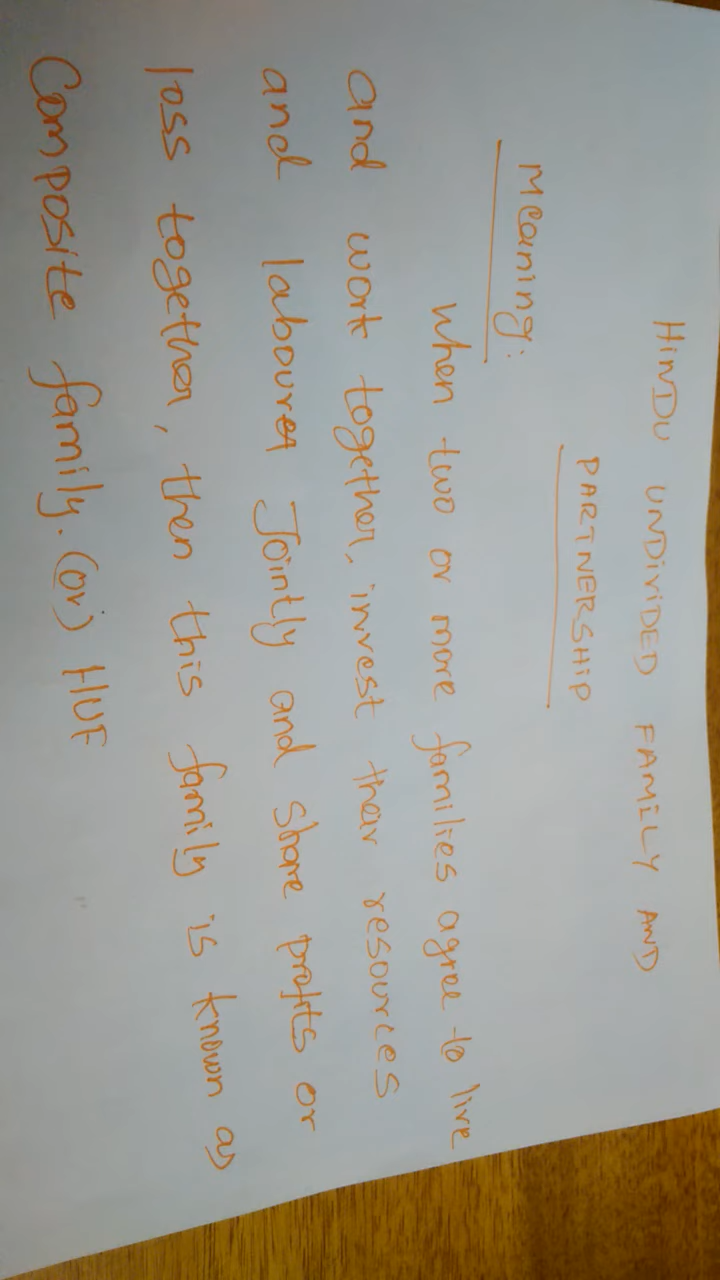 HINDU UNDIVIDED FAMILY AND
PARTNERSHIP
Meaning:
When two or more families agree to live
and work together, invest their resources
and labourer Jointly and share profits or
loss together, then this family is known as
Composite family. (or) HUF